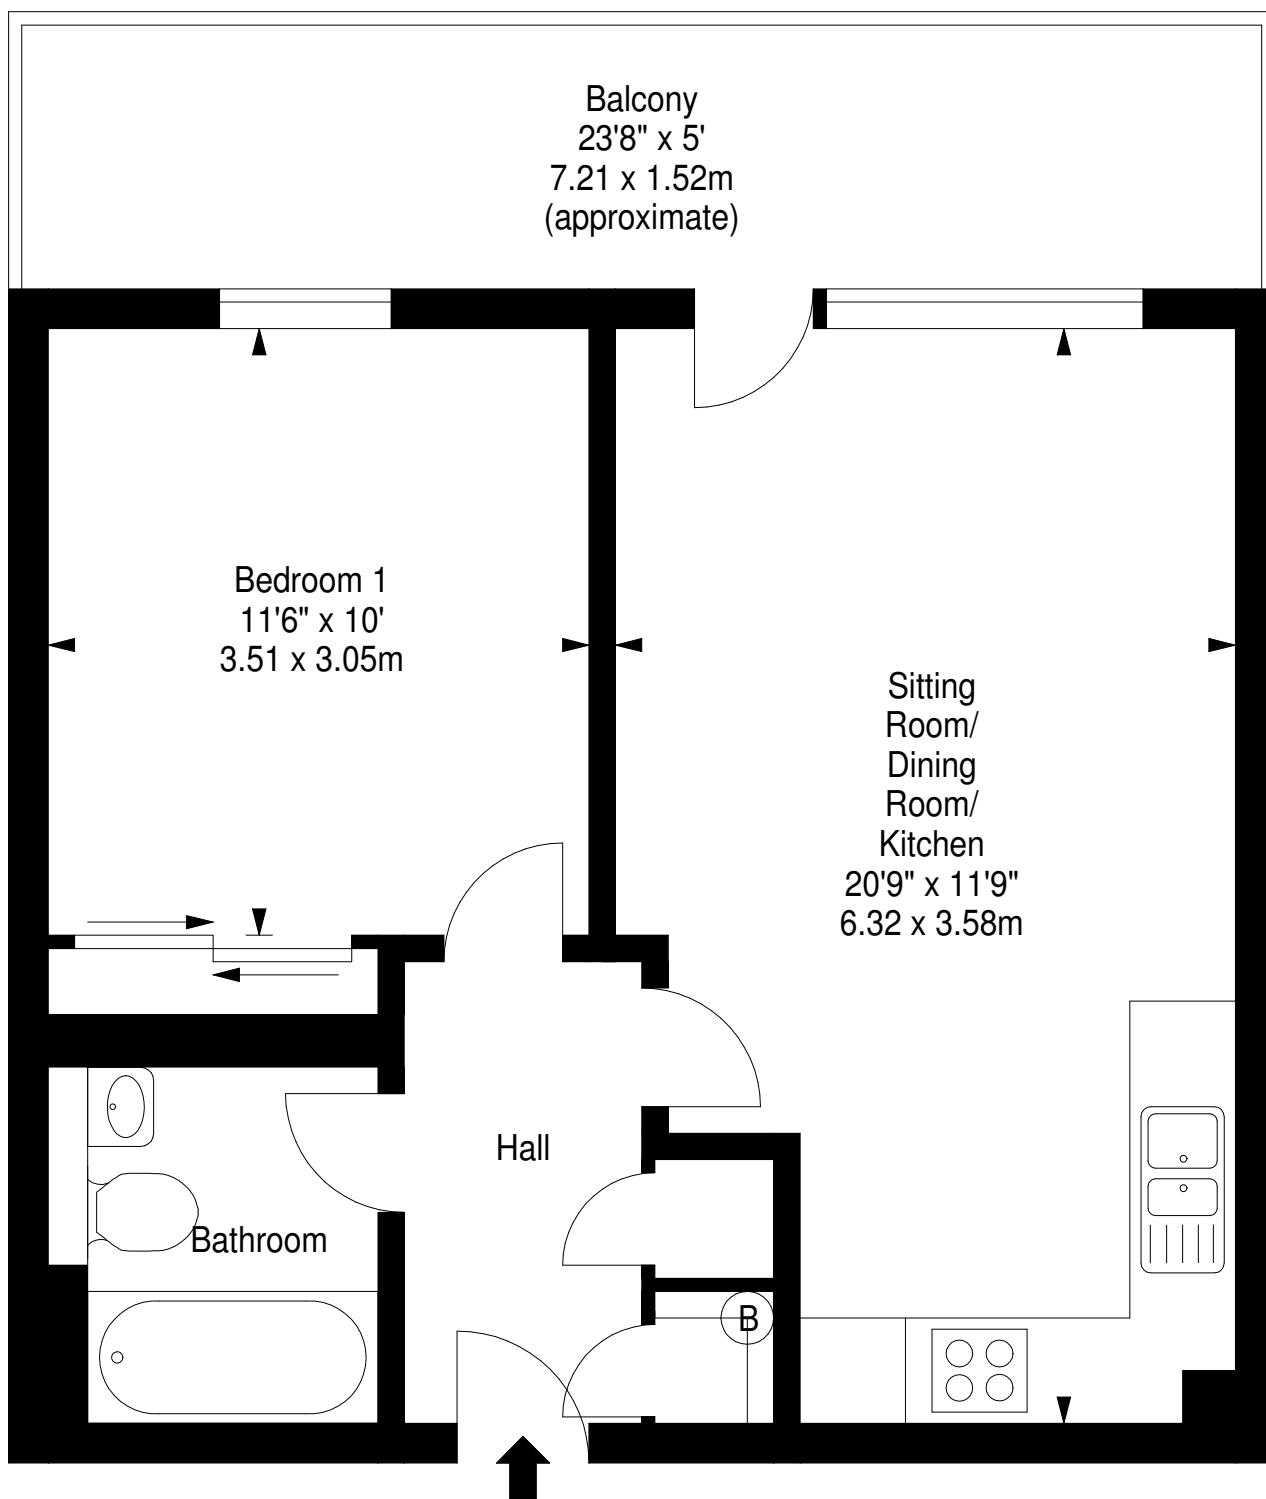 Balcony
23'8" x 5'
7.21 x 1.52m
(approximate)
Bedroom 1
11'6" x 10'
3.51 x 3.05m
Sitting
Room/
Dining
Room/
Kitchen
20'9" x 11'9"
6.32 x 3.58m
Hall
Bathroom
B